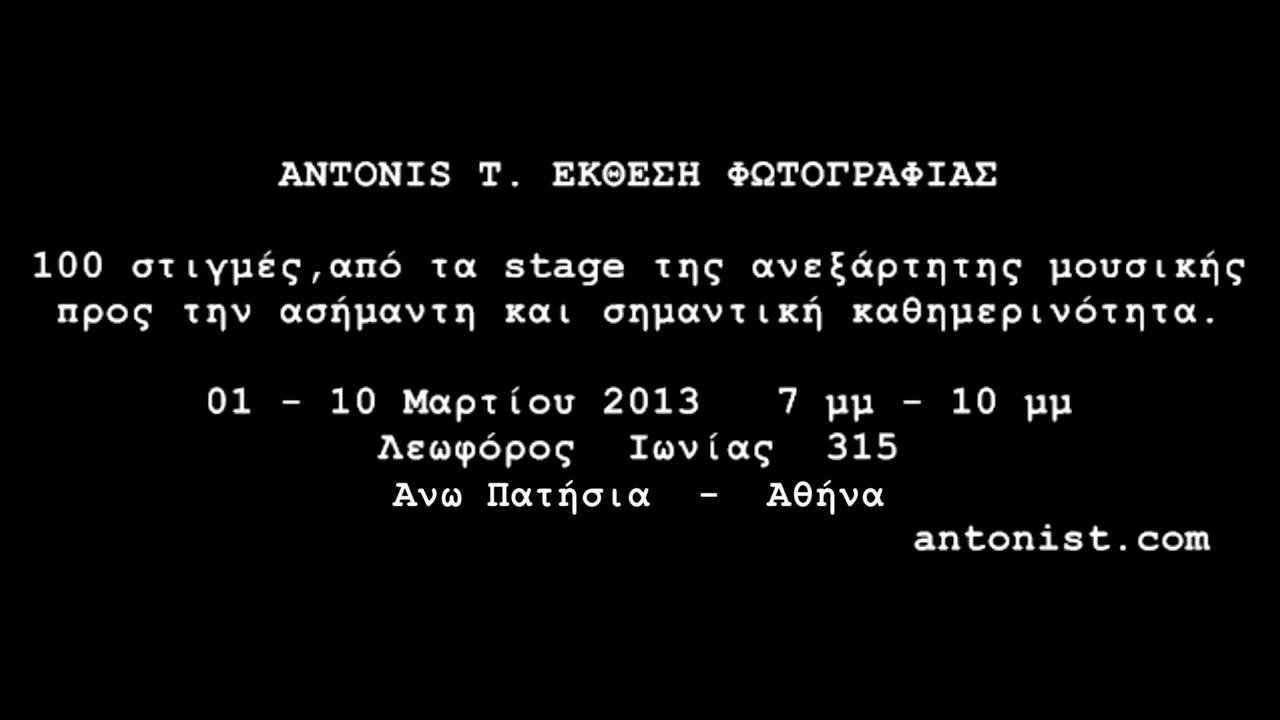 ANTONIS T. ΕΚΘΕΣΗ ΦΩΤΟΓΡΑΦΙΑΣ
100 στιγμές,από τα stage της ανεξάρτητης μουσικής
προς την ασήμαντη και σημαντική καθημερινότητα.
01 - 10 Μαρτίου 2013 7 μμ - 10 μμ
Λεωφόρος Ιωνίας 315
Ανω Πατήσια - Αθήνα
antonist.com